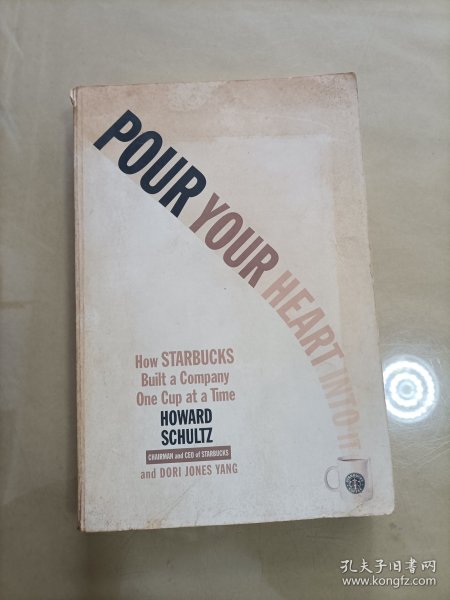 POUR YOUR HEART INTO IT
How STARBUCKS
Built a Company
One Cup at a Time
HOWARD
SCHULTZ
CHAIRMAN and CEO of STARBUCKS
and DORI JONES YANG
孔夫子旧书网
www.kongfz.com